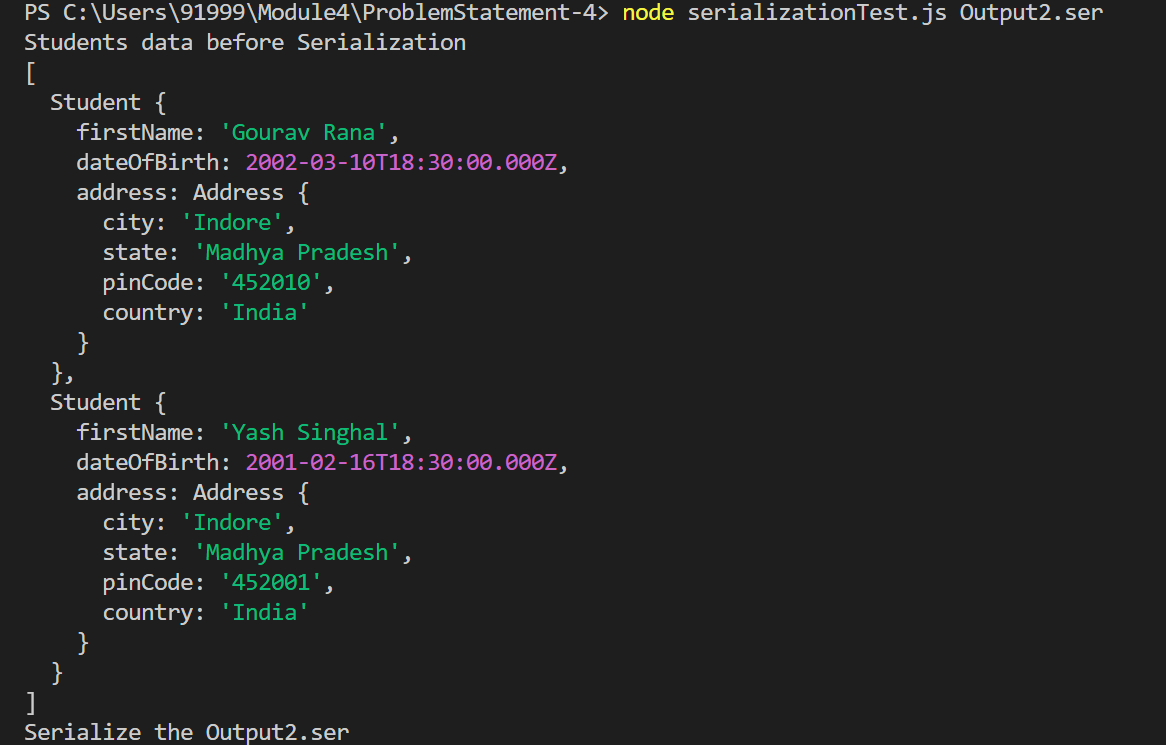 PS C:\Users\91999\Module4\ProblemStatement-4> node serializationTest.js Output2.ser
Students data before Serialization
[
  Student {
    firstName: 'Gourav Rana',
    dateOfBirth: 2002-03-10T18:30:00.000Z,
    address: Address {
      city: 'Indore',
      state: 'Madhya Pradesh',
      pinCode: '452010',
      country: 'India'
    }
  },
  Student {
    firstName: 'Yash Singhal',
    dateOfBirth: 2001-02-16T18:30:00.000Z,
    address: Address {
      city: 'Indore',
      state: 'Madhya Pradesh',
      pinCode: '452001',
      country: 'India'
    }
  }
]
Serialize the Output2.ser